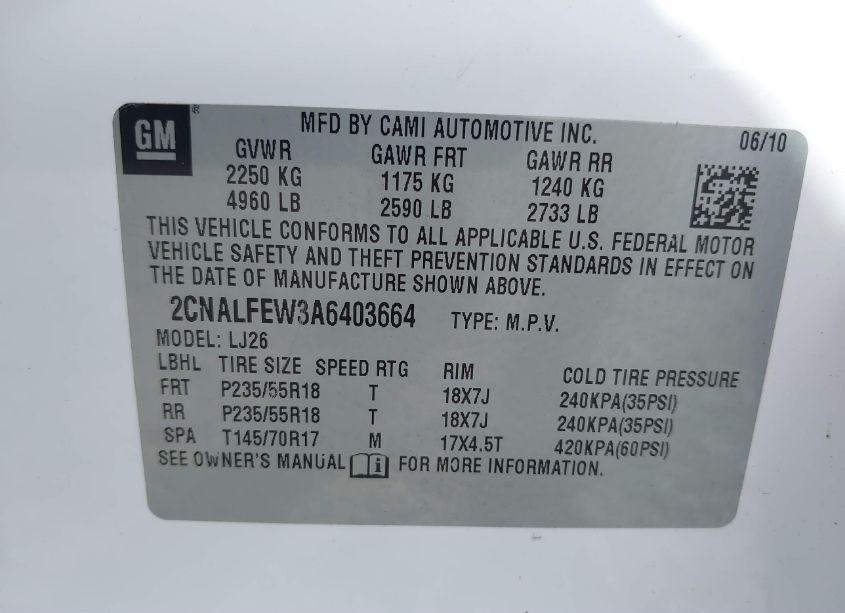 GM ®
MFD BY CAMI AUTOMOTIVE INC. 06/10
GVWR GAWR FRT GAWR RR
2250 KG 1175 KG 1240 KG
4960 LB 2590 LB 2733 LB
THIS VEHICLE CONFORMS TO ALL APPLICABLE U.S. FEDERAL MOTOR
VEHICLE SAFETY AND THEFT PREVENTION STANDARDS IN EFFECT ON
THE DATE OF MANUFACTURE SHOWN ABOVE.
2CNALFEW3A6403664 TYPE: M.P.V.
MODEL: LJ26
LBHL TIRE SIZE SPEED RTG RIM COLD TIRE PRESSURE
FRT P235/55R18 T 18X7J 240KPA(35PSI)
RR P235/55R18 T 18X7J 240KPA(35PSI)
SPA T145/70R17 M 17X4.5T 420KPA(60PSI)
SEE OWNER'S MANUAL i FOR MORE INFORMATION.